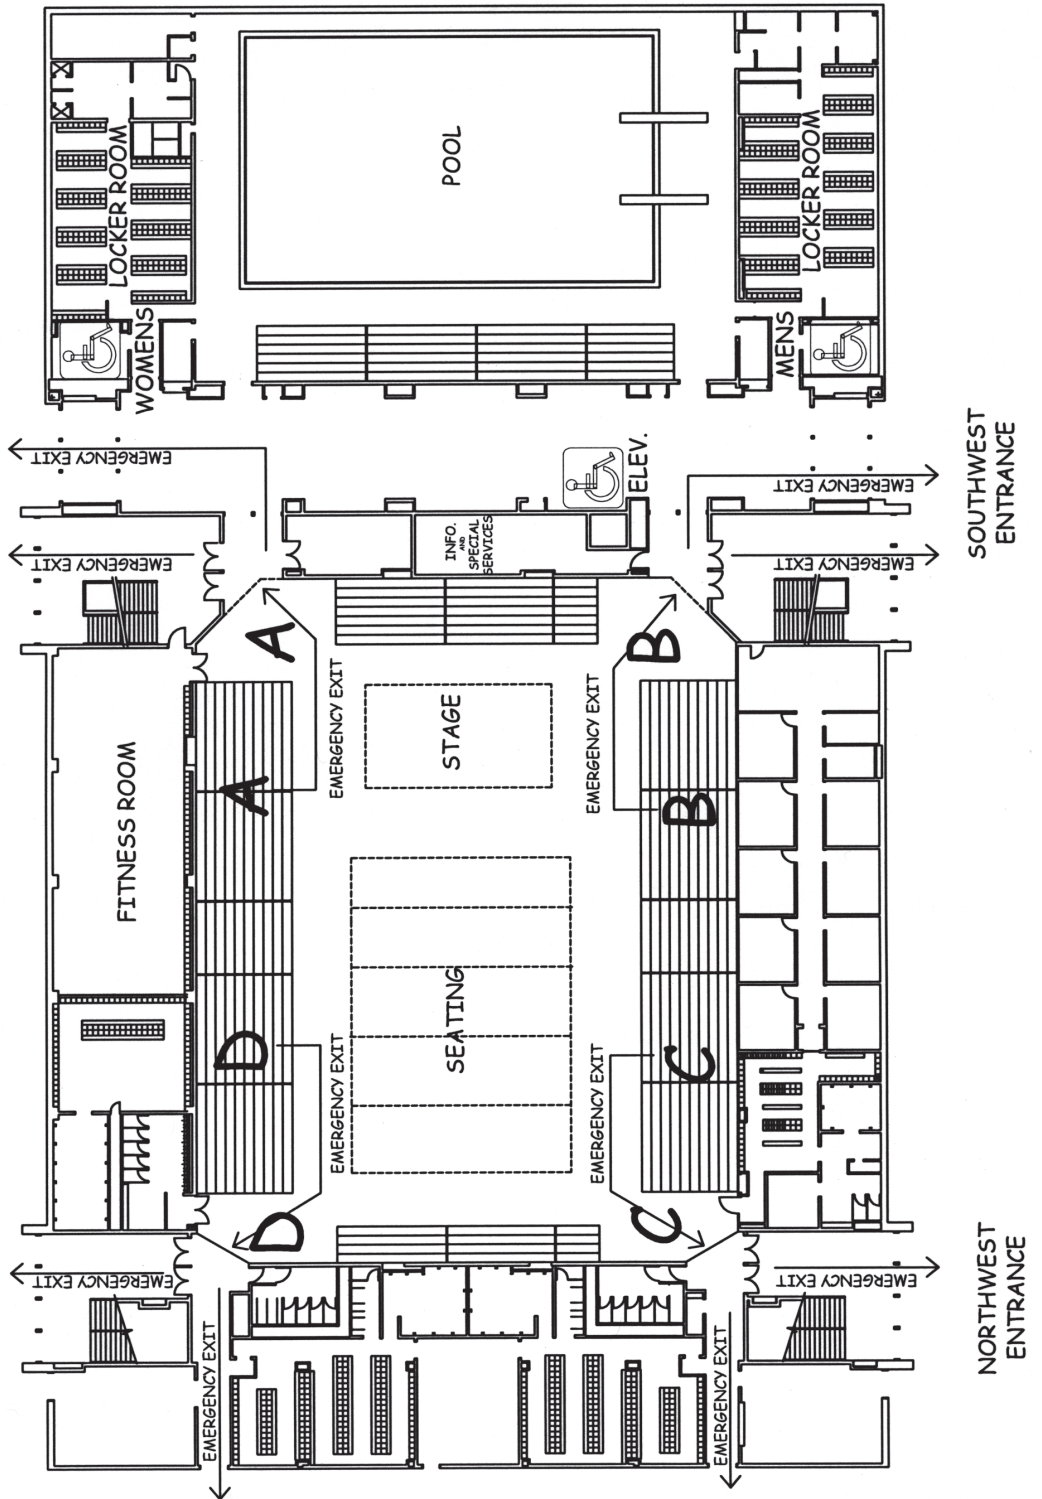 POOL
WOMENS
LOCKER ROOM
MENS
LOCKER ROOM
EMERGENCY EXIT
EMERGENCY EXIT
SOUTHWEST
ENTRANCE
ELEV.
INFO.
AND
SPECIAL
SERVICES
EMERGENCY EXIT
EMERGENCY EXIT
A
B
EMERGENCY EXIT
EMERGENCY EXIT
STAGE
FITNESS ROOM
A
B
SEATING
D
C
EMERGENCY EXIT
EMERGENCY EXIT
D
C
EMERGENCY EXIT
EMERGENCY EXIT
NORTHWEST
ENTRANCE
EMERGENCY EXIT
EMERGENCY EXIT